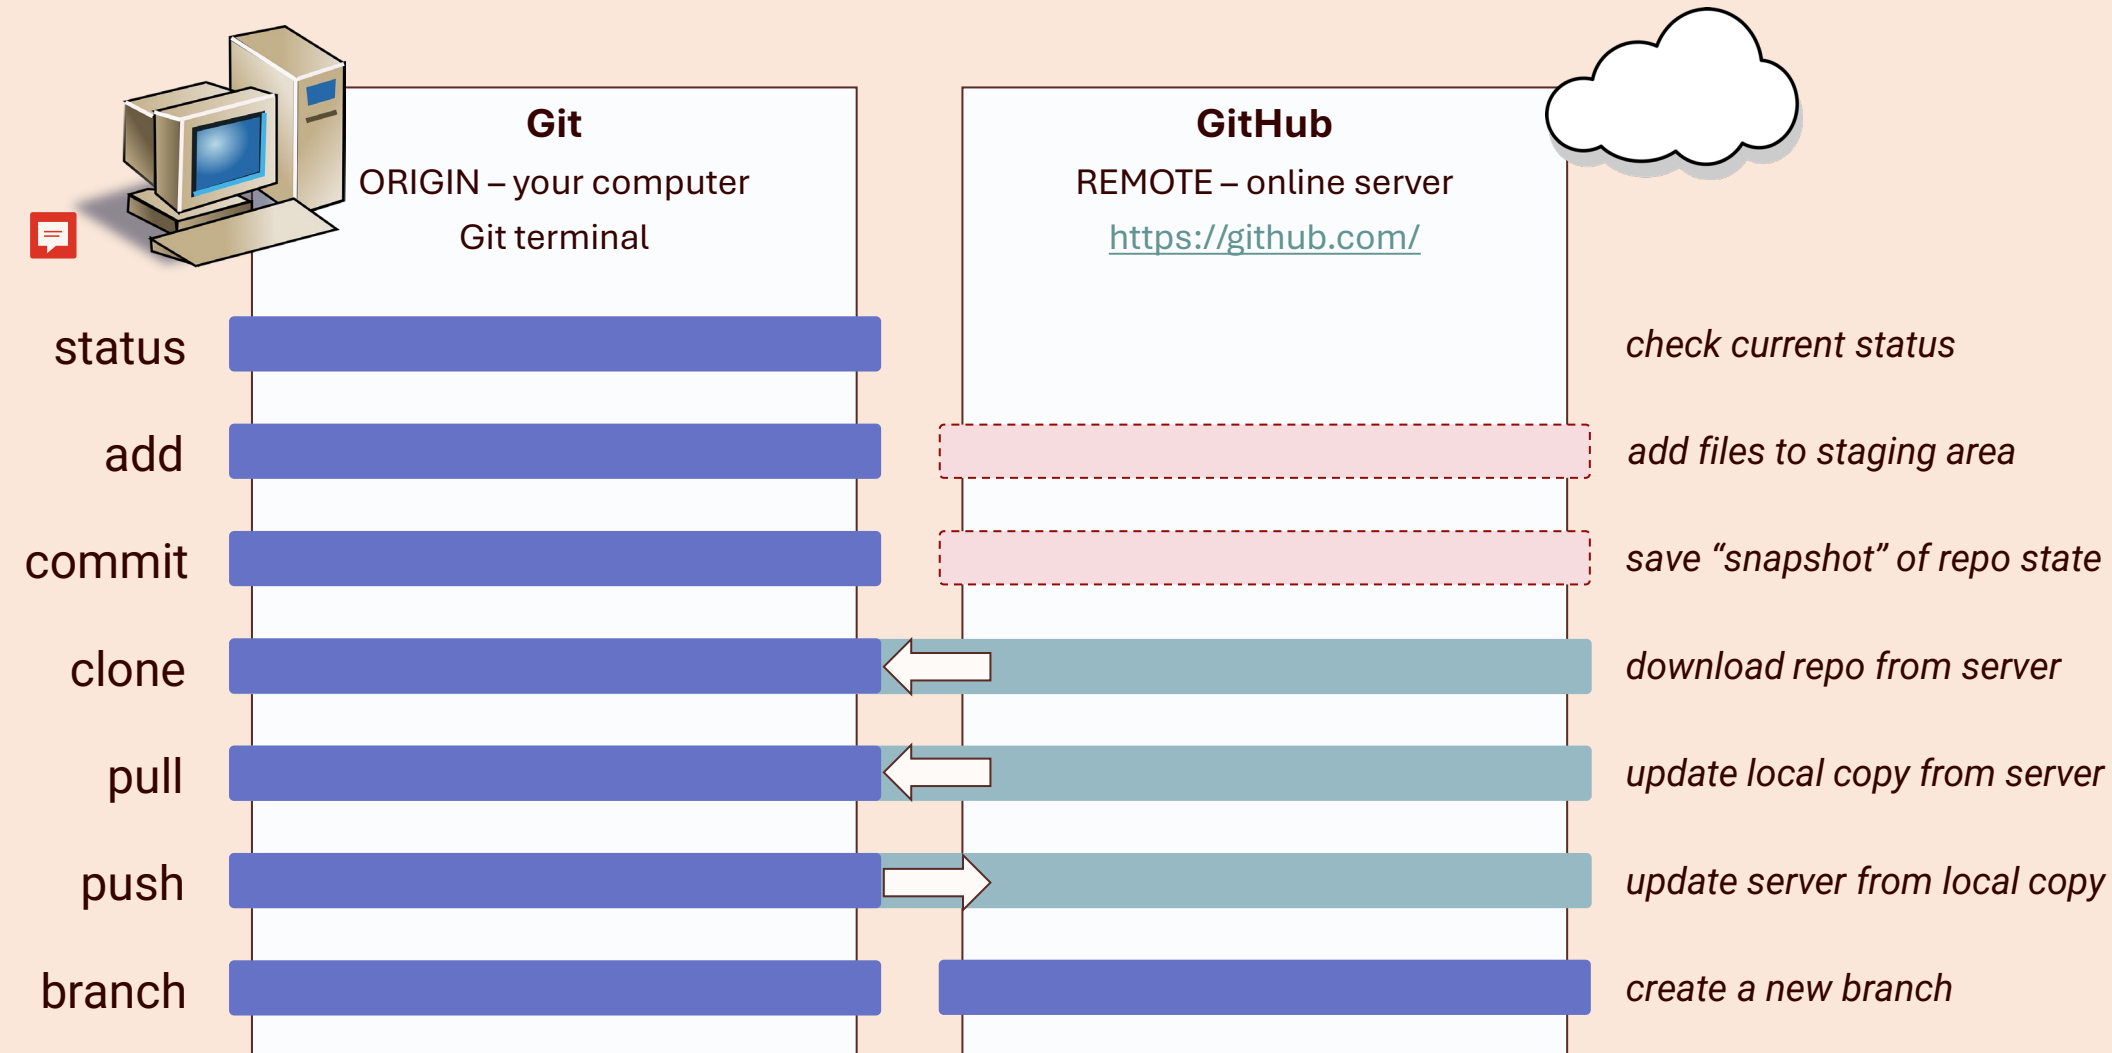 Git
ORIGIN – your computer
Git terminal
GitHub
REMOTE – online server
https://github.com/
status
check current status
add
add files to staging area
commit
save “snapshot” of repo state
clone
download repo from server
pull
update local copy from server
push
update server from local copy
branch
create a new branch